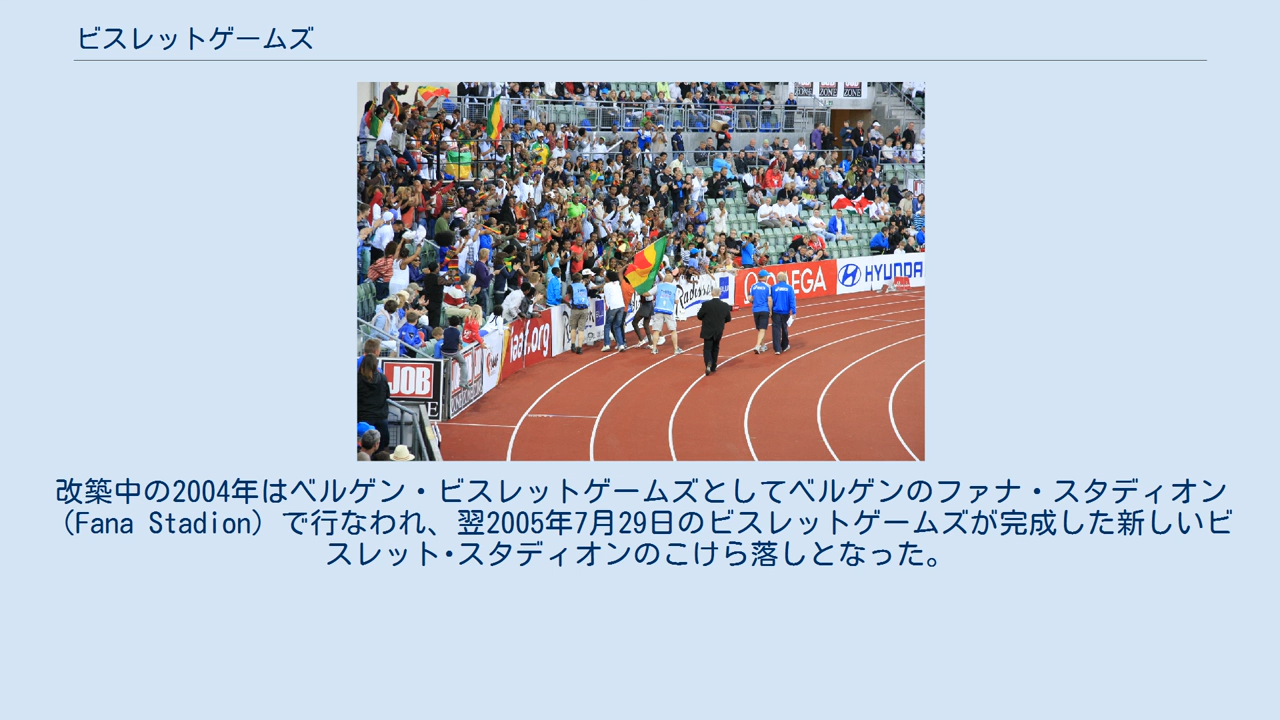 ビスレットゲームズ
JOB
ZONE
iaaf.org
Radisson
BLU
OMEGA
HYUNDAI
JOB
改築中の2004年はベルゲン・ビスレットゲームズとしてベルゲンのファナ・スタディオン
(Fana Stadion) で行なわれ、翌2005年7月29日のビスレットゲームズが完成した新しいビ
スレット･スタディオンのこけら落しとなった。